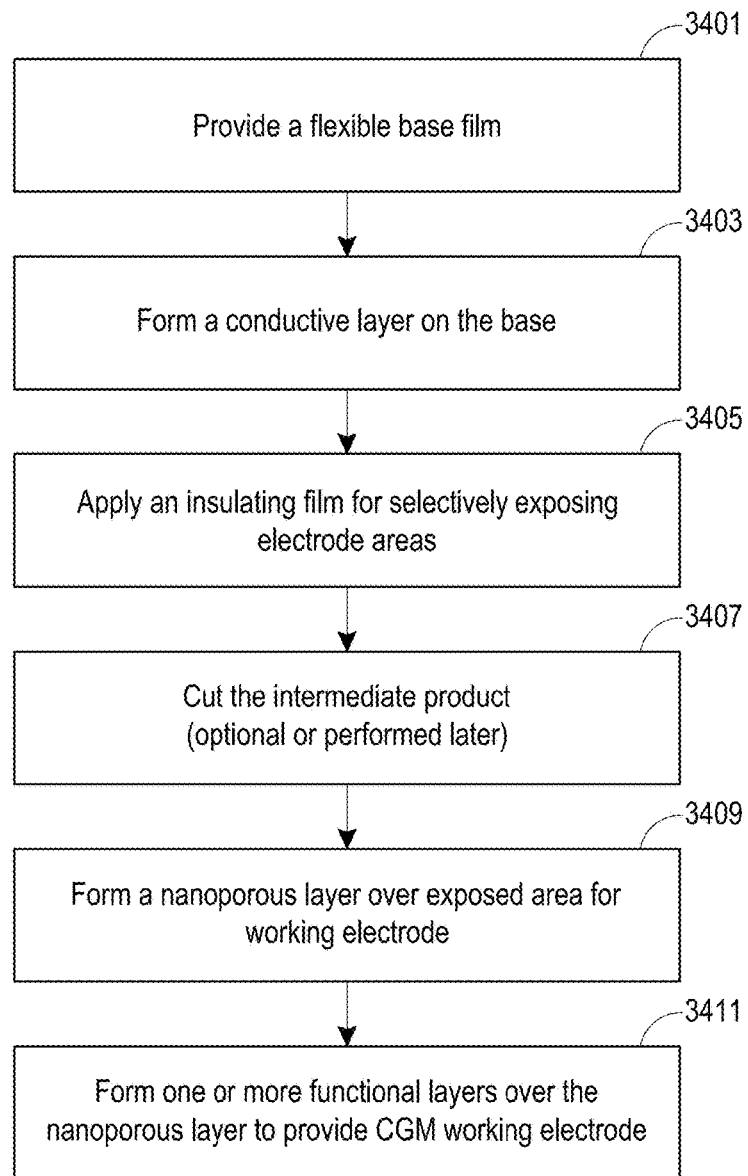 3401
Provide a flexible base film
3403
Form a conductive layer on the base
3405
Apply an insulating film for selectively exposing
electrode areas
3407
Cut the intermediate product
(optional or performed later)
3409
Form a nanoporous layer over exposed area for
working electrode
3411
Form one or more functional layers over the
nanoporous layer to provide CGM working electrode